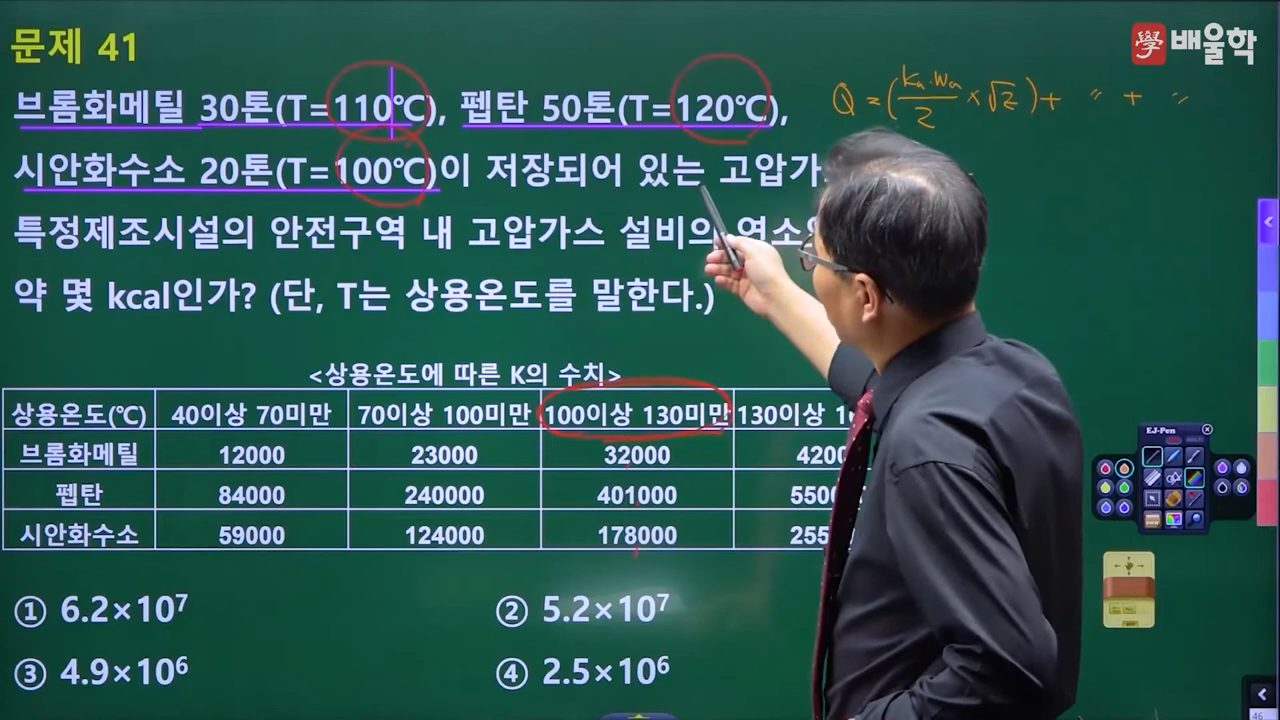 문제 41
學 배울학
브롬화메틸 30톤(T=110℃), 펩탄 50톤(T=120℃),
Q = (Ka·Wa/2 × √Z) + 〃 + 〃
시안화수소 20톤(T=100℃)이 저장되어 있는 고압가
특정제조시설의 안전구역 내 고압가스 설비의 연소
약 몇 kcal인가? (단, T는 상용온도를 말한다.)
<상용온도에 따른 K의 수치>
상용온도(℃) 40이상 70미만 70이상 100미만 100이상 130미만 130이상
브롬화메틸 12000 23000 32000
펩탄 84000 240000 401000
시안화수소 59000 124000 178000
① 6.2×10⁷ ② 5.2×10⁷
③ 4.9×10⁶ ④ 2.5×10⁶
EJ-Pen
46